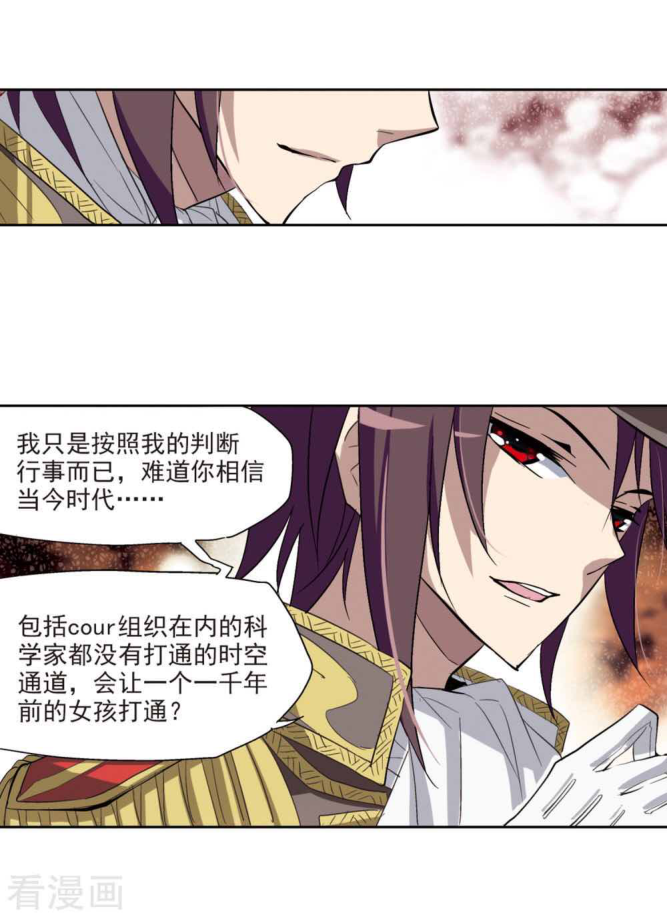 我只是按照我的判断
行事而已，难道你相信
当今时代……
包括cour组织在内的科
学家都没有打通的时空
通道，会让一个一千年
前的女孩打通？
看漫画